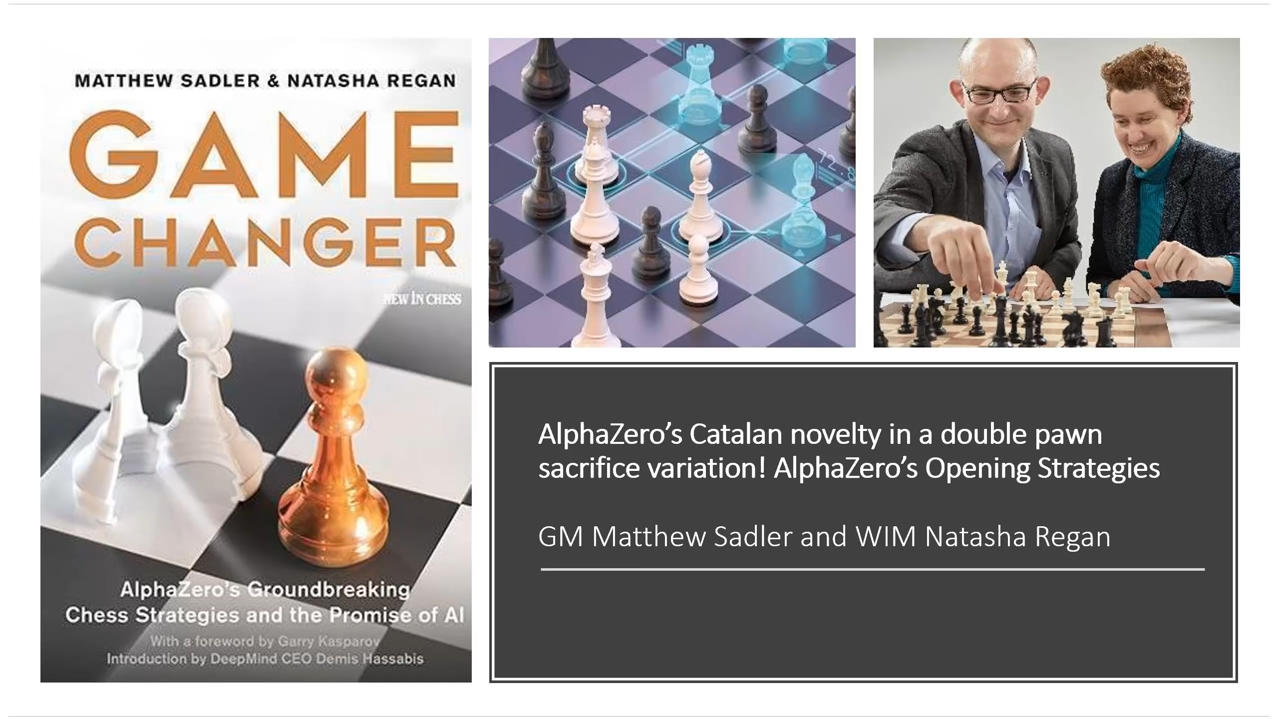 MATTHEW SADLER & NATASHA REGAN
GAME
CHANGER
NEW IN CHESS
AlphaZero's Groundbreaking
Chess Strategies and the Promise of AI
With a foreword by Garry Kasparov
Introduction by DeepMind CEO Demis Hassabis
72.8
AlphaZero’s Catalan novelty in a double pawn
sacrifice variation! AlphaZero’s Opening Strategies
GM Matthew Sadler and WIM Natasha Regan